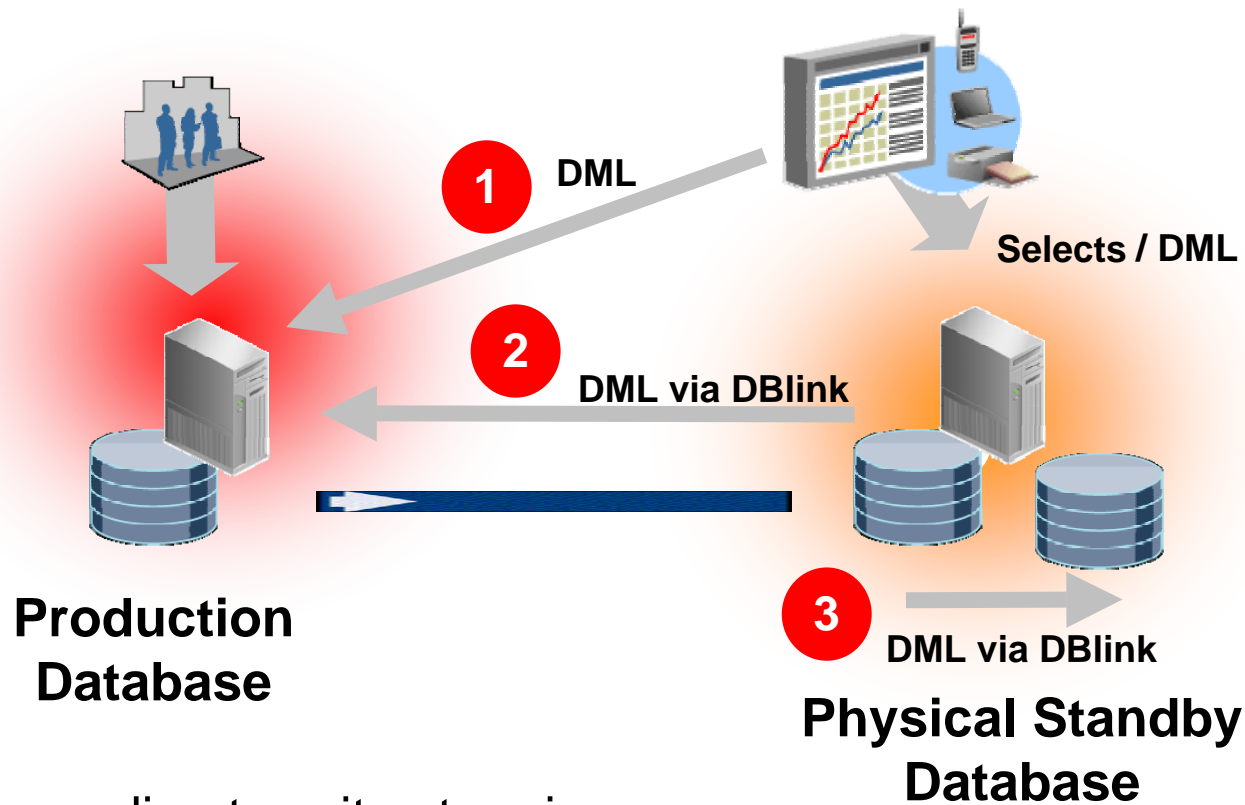 1
DML
Selects / DML
2
DML via DBlink
3
DML via DBlink
Production
Database
Physical Standby
Database